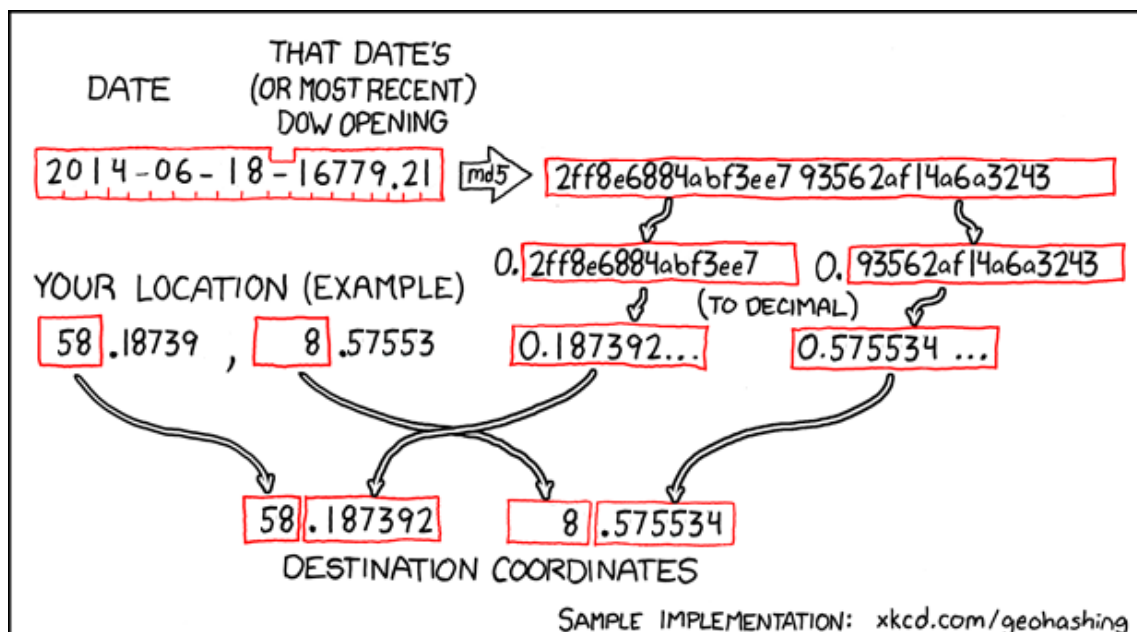 THAT DATE'S
DATE (OR MOST RECENT)
DOW OPENING
2014-06-18-16779.21 md5 2ff8e6884abf3ee793562af14a6a3243
0.2ff8e6884abf3ee7 0.93562af14a6a3243
YOUR LOCATION (EXAMPLE) (TO DECIMAL)
58.18739, 8.57553 0.187392... 0.575534...
58.187392 8.575534
DESTINATION COORDINATES
SAMPLE IMPLEMENTATION: xkcd.com/geohashing